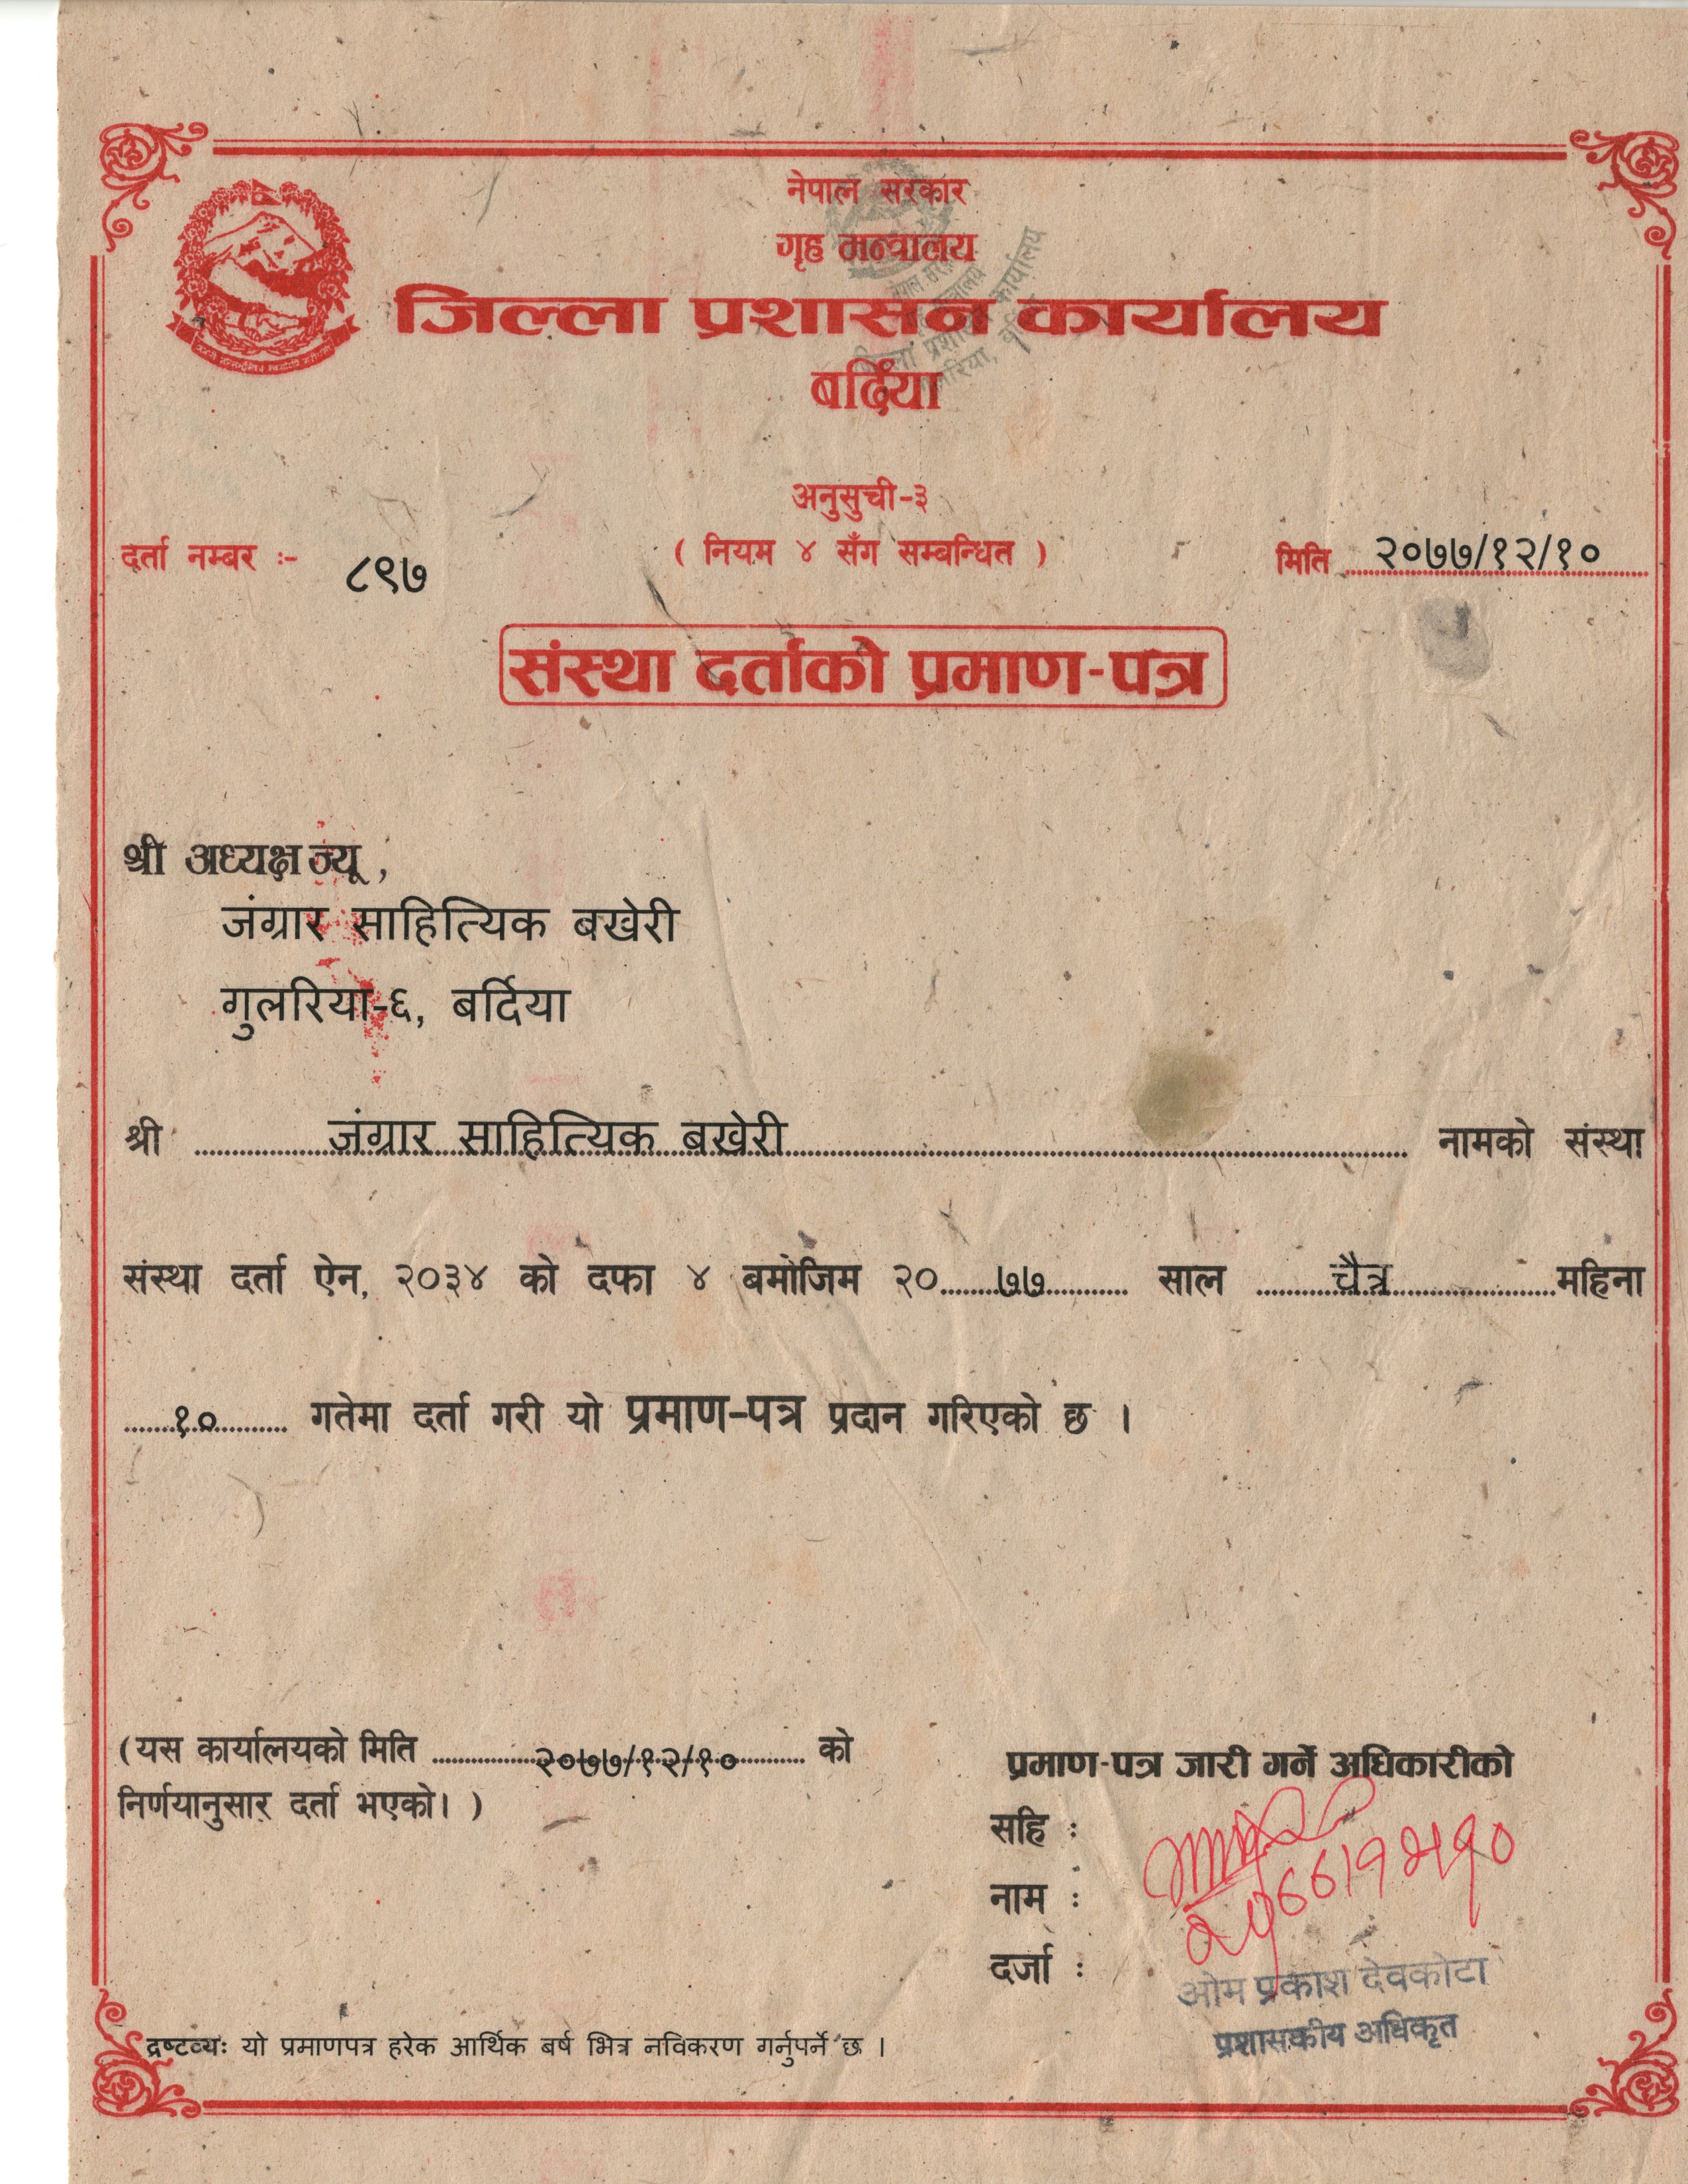 नेपाल सरकार
गृह मन्त्रालय
जिल्ला प्रशासन कार्यालय
बर्दिया
अनुसुची-३
दर्ता नम्बर :- ८९७
( नियम ४ सँग सम्बन्धित )
मिति २०७७/१२/१०
संस्था दर्ताको प्रमाण-पत्र
श्री अध्यक्ष ज्यू ,
जंग्रार साहित्यिक बखेरी
गुलरिया-६, बर्दिया
श्री जंग्रार साहित्यिक बखेरी नामको संस्था
संस्था दर्ता ऐन, २०३४ को दफा ४ बमोजिम २०७७ साल चैत्र महिना
१० गतेमा दर्ता गरी यो प्रमाण-पत्र प्रदान गरिएको छ ।
(यस कार्यालयको मिति २०७७/१२/१० को
निर्णयानुसार दर्ता भएको। )
प्रमाण-पत्र जारी गर्ने अधिकारीको
सहि :
नाम :
दर्जा :
ओम प्रकाश देवकोटा
प्रशासकीय अधिकृत
द्रष्टव्यः यो प्रमाणपत्र हरेक आर्थिक बर्ष भित्र नविकरण गर्नुपर्ने छ ।